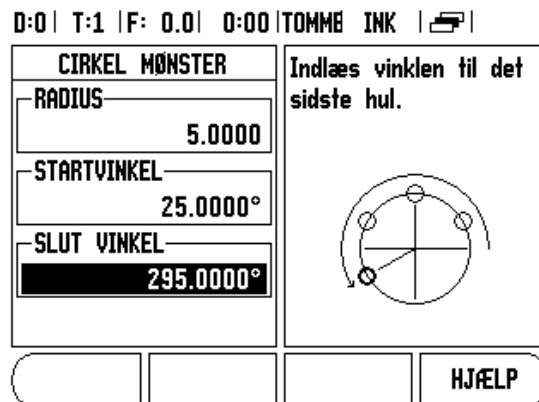 D:0 | T:1 | F: 0.0 | 0:00 | TOMME INK |
CIRKEL MØNSTER
RADIUS
5.0000
STARTVINKEL
25.0000°
SLUT VINKEL
295.0000°
Indlæs vinklen til det
sidste hul.
HJÆLP